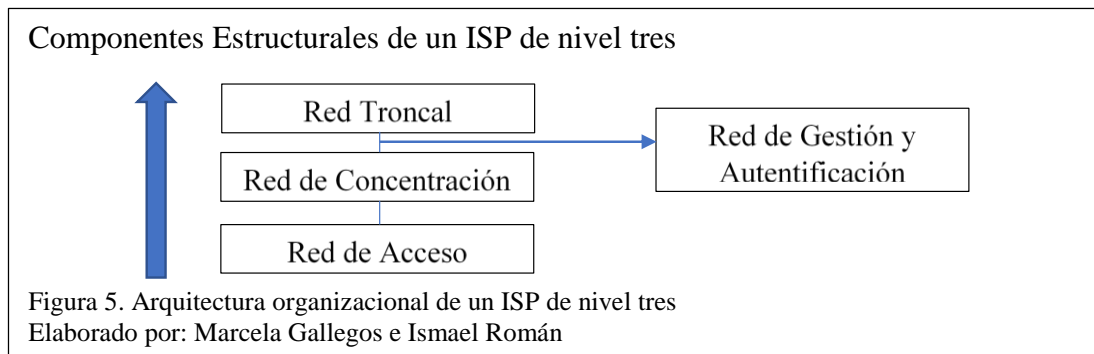 Componentes Estructurales de un ISP de nivel tres
Red Troncal
Red de Gestión y
Autentificación
Red de Concentración
Red de Acceso
Figura 5. Arquitectura organizacional de un ISP de nivel tres
Elaborado por: Marcela Gallegos e Ismael Román